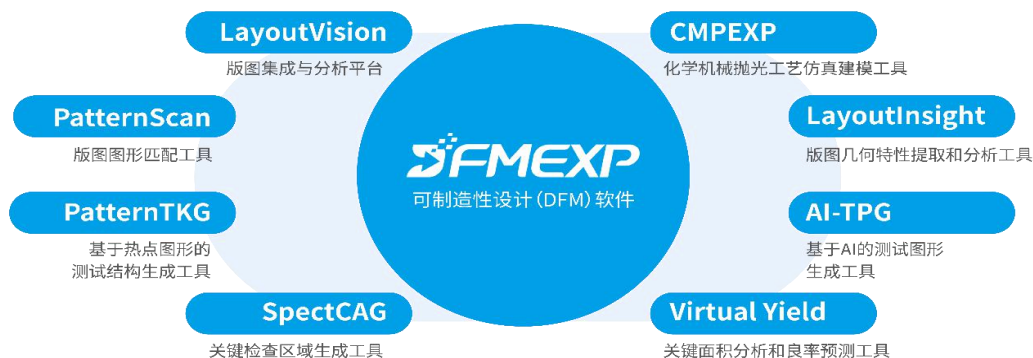 LayoutVision
版图集成与分析平台
PatternScan
版图图形匹配工具
PatternTKG
基于热点图形的
测试结构生成工具
SpectCAG
关键检查区域生成工具
DFMEXP
可制造性设计(DFM)软件
CMPEXP
化学机械抛光工艺仿真建模工具
LayoutInsight
版图几何特性提取和分析工具
AI-TPG
基于AI的测试图形
生成工具
Virtual Yield
关键面积分析和良率预测工具